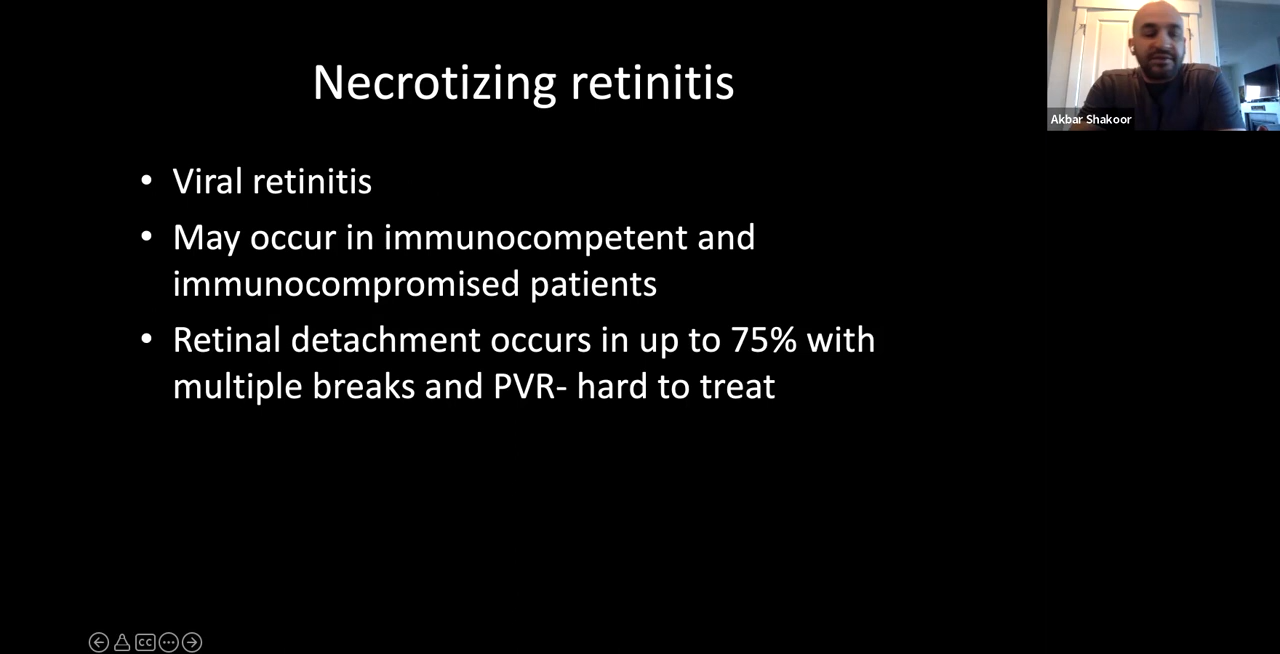 Necrotizing retinitis
Akbar Shakoor
• Viral retinitis
• May occur in immunocompetent and
immunocompromised patients
• Retinal detachment occurs in up to 75% with
multiple breaks and PVR- hard to treat
CC